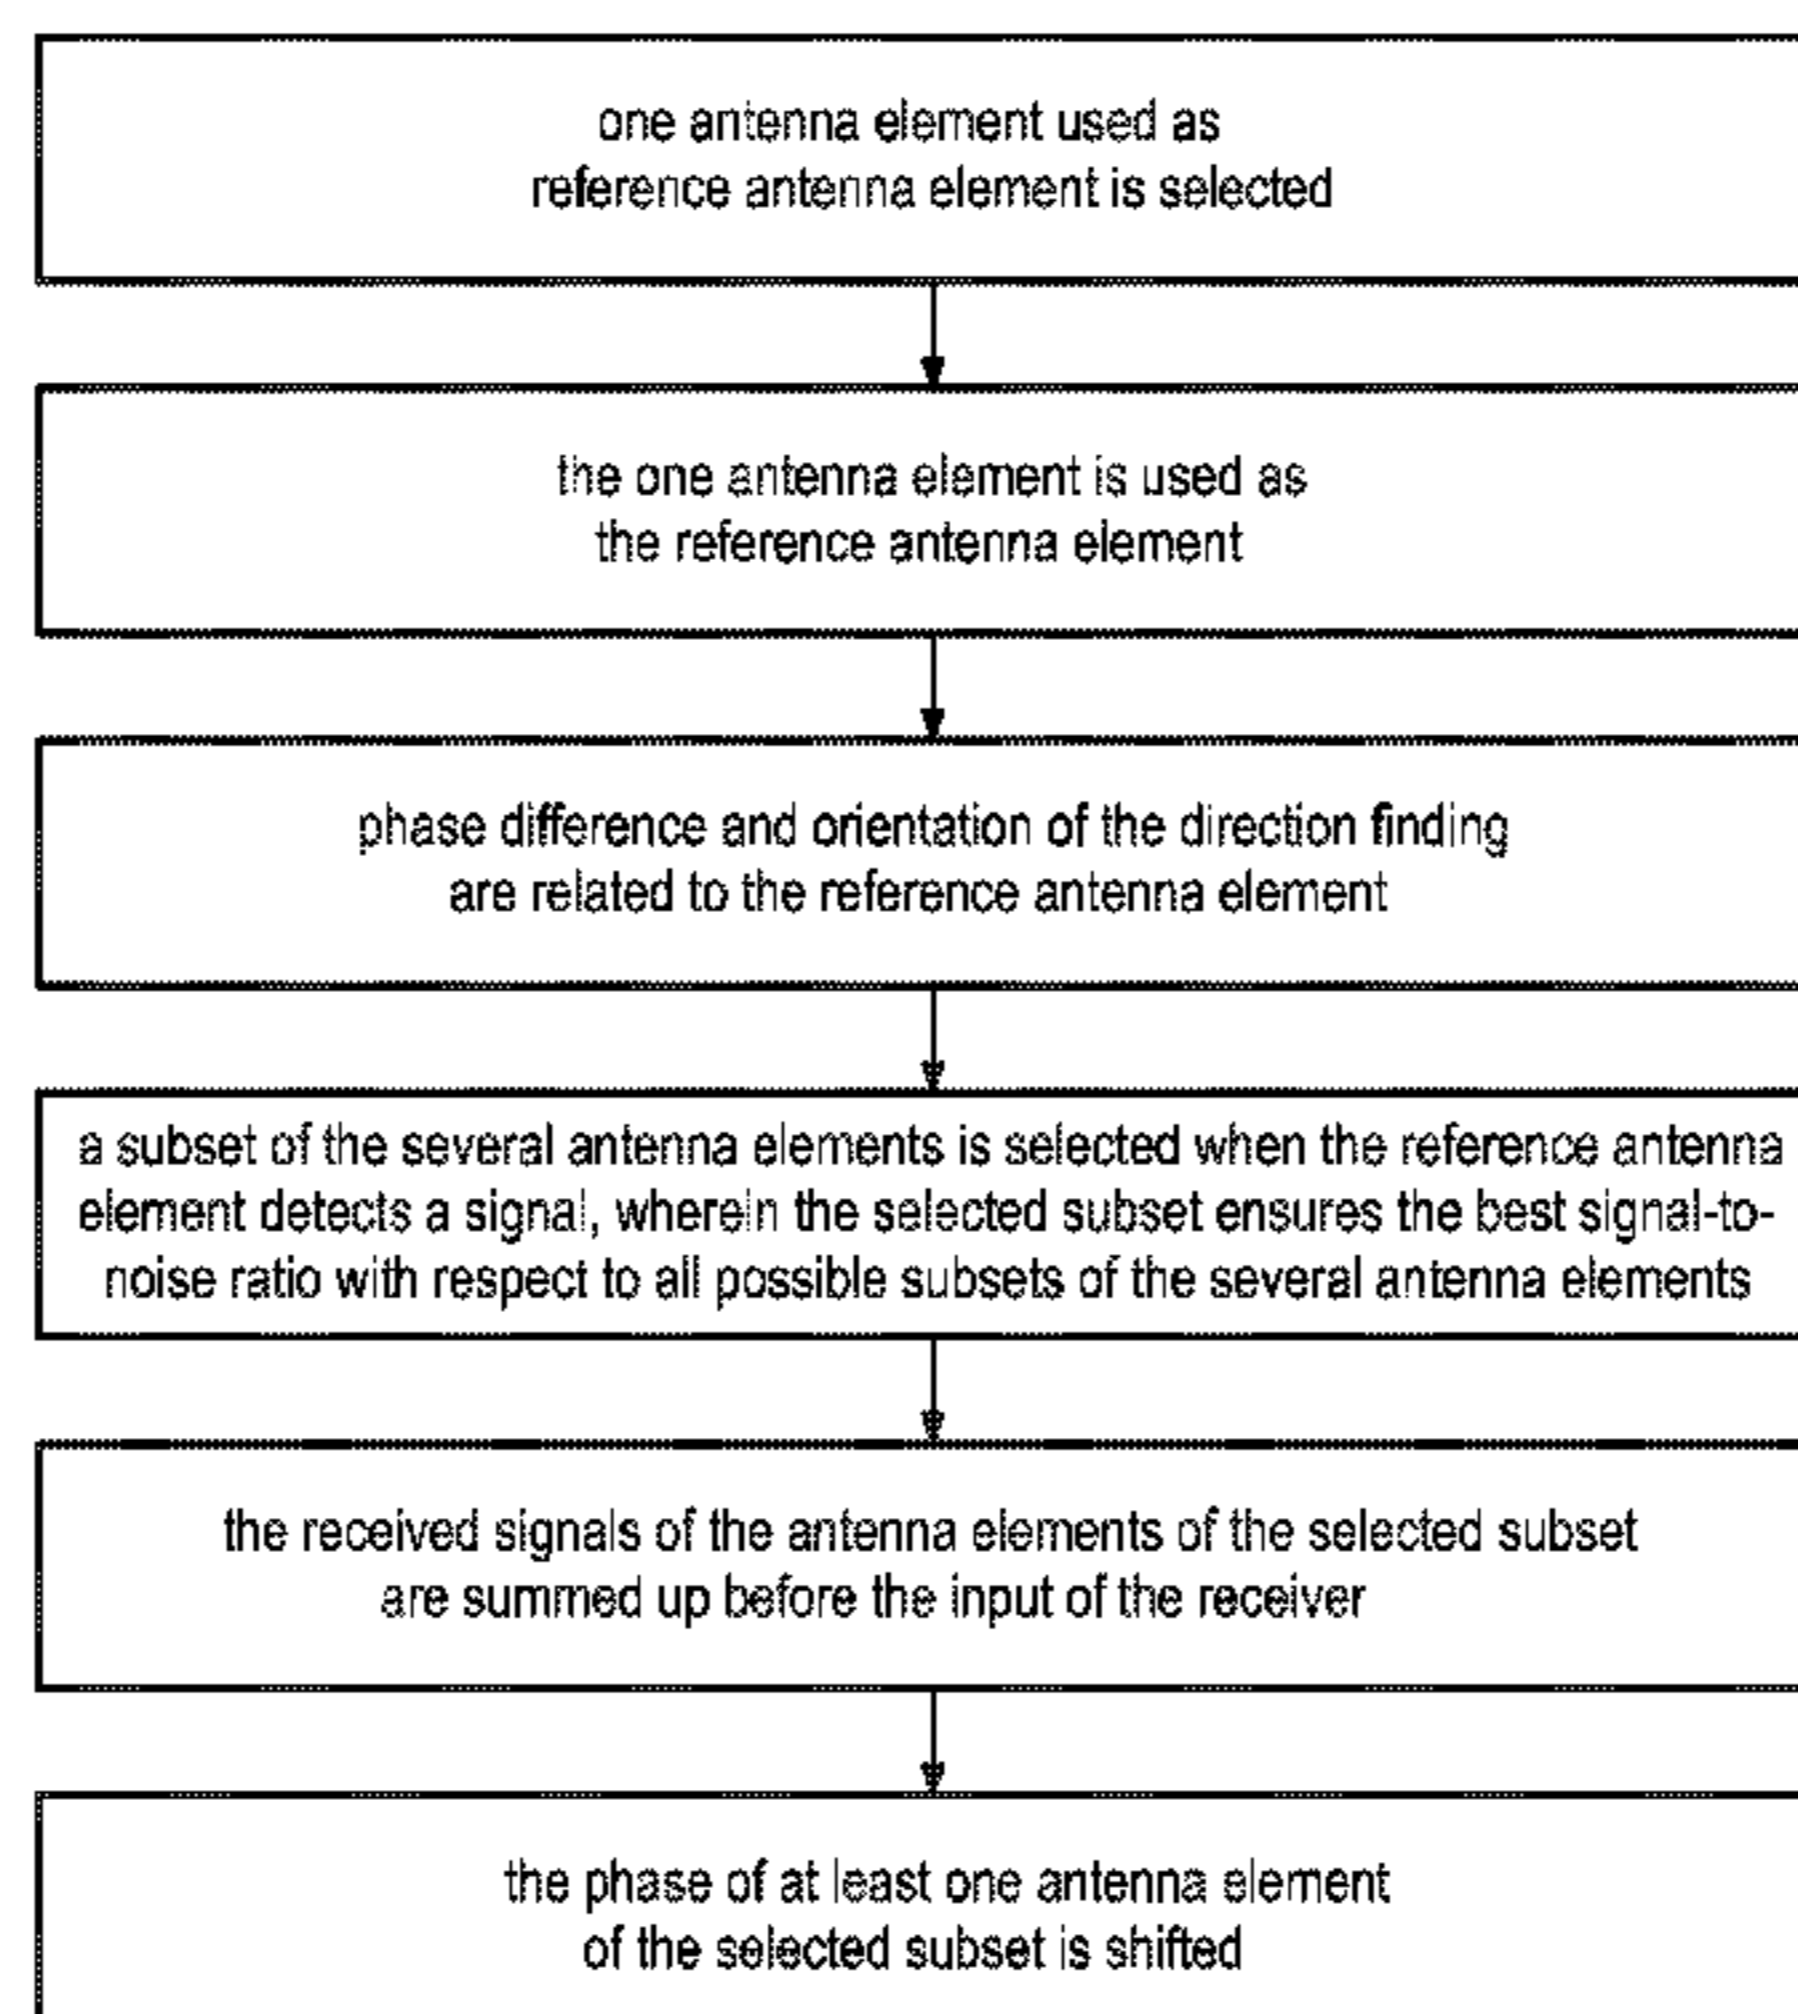 one antenna element used as
reference antenna element is selected
the one antenna element is used as
the reference antenna element
phase difference and orientation of the direction finding
are related to the reference antenna element
a subset of the several antenna elements is selected when the reference antenna
element detects a signal, wherein the selected subset ensures the best signal-to-
noise ratio with respect to all possible subsets of the several antenna elements
the received signals of the antenna elements of the selected subset
are summed up before the input of the receiver
the phase of at least one antenna element
of the selected subset is shifted